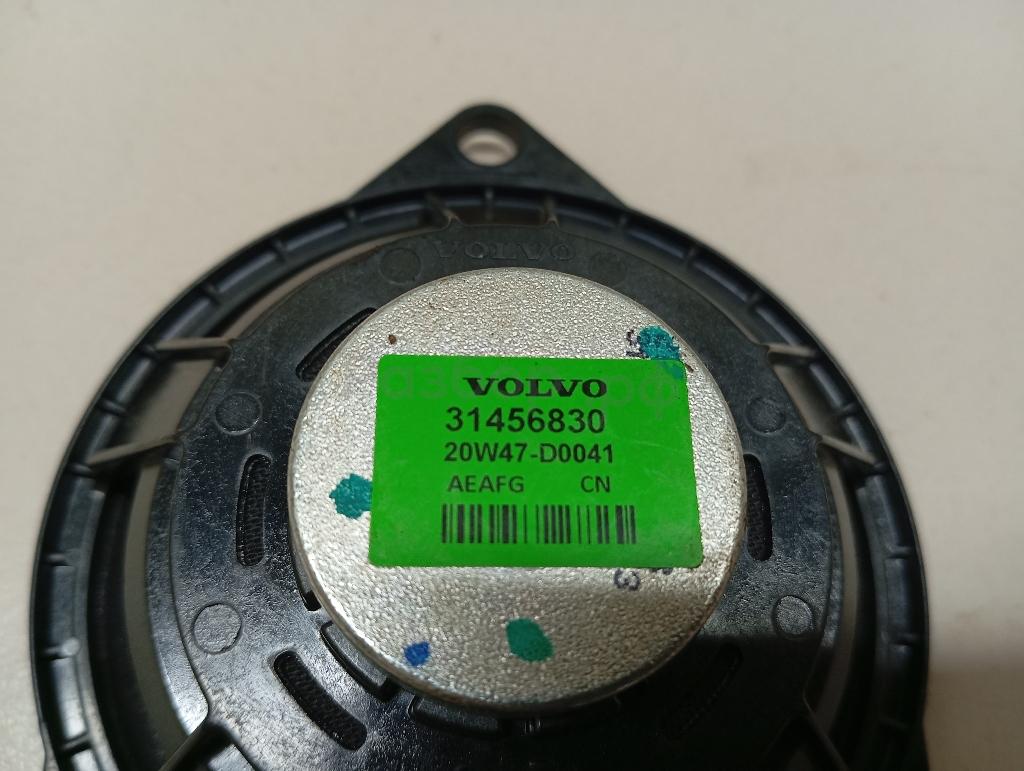 VOLVO
VOLVO
31456830
20W47-D0041
AEAFG CN